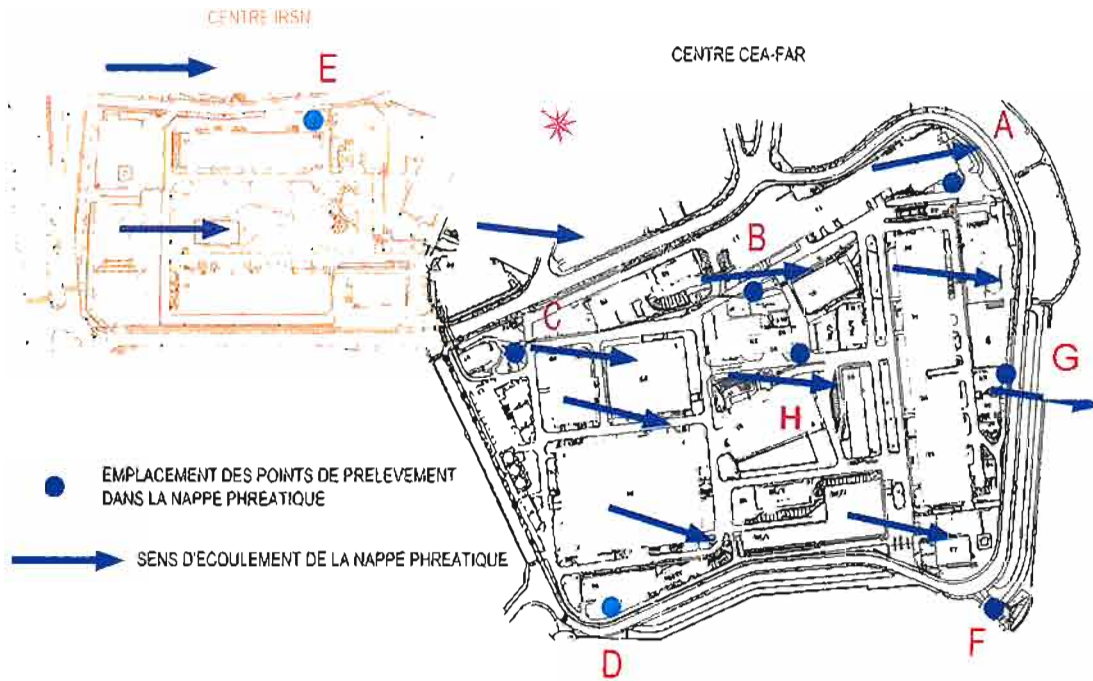 CENTRE IRSN
CENTRE CEA-FAR
E
A
B
C
G
H
EMPLACEMENT DES POINTS DE PRELEVEMENT
DANS LA NAPPE PHREATIQUE
SENS D'ECOULEMENT DE LA NAPPE PHREATIQUE
F
D